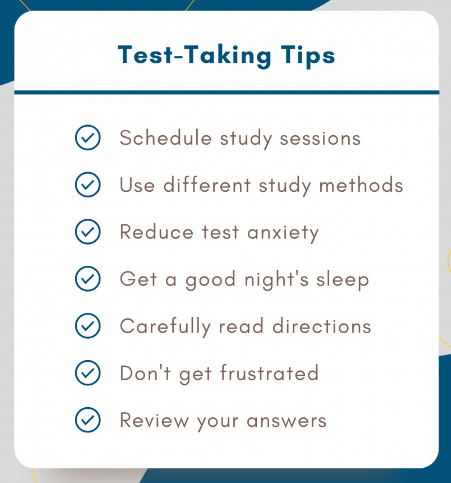 Test-Taking Tips
Schedule study sessions
Use different study methods
Reduce test anxiety
Get a good night's sleep
Carefully read directions
Don't get frustrated
Review your answers